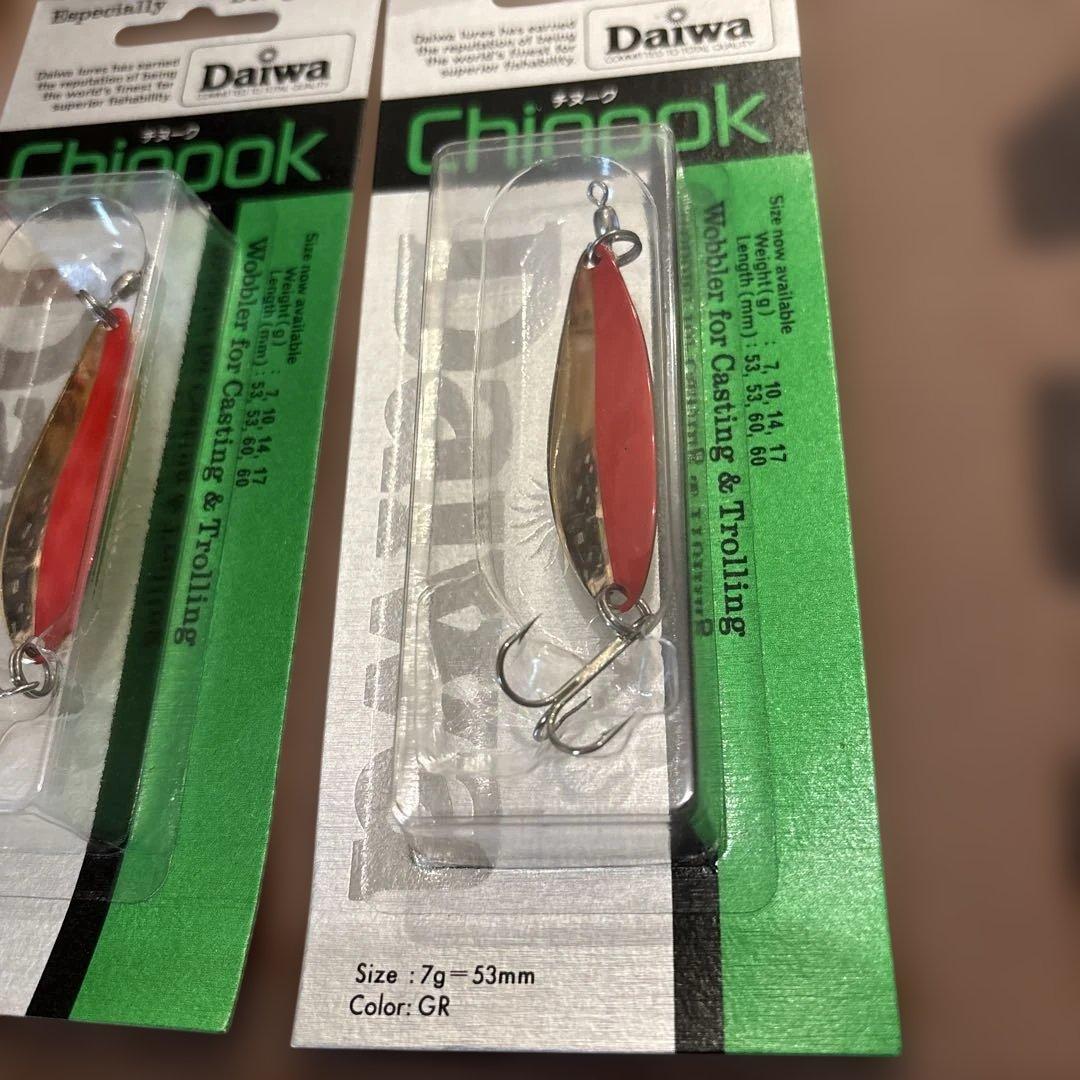 Especially
Daiwa lures has earned
the reputation of being
the world's finest for
superior fishability.
Daiwa
COMMITTED TO TOTAL QUALITY
チヌーク
Chinook
Size now available
Weight(g) : 7, 10, 14, 17
Length(mm) : 53, 53, 60, 60
Wobbler for Casting & Trolling
Daiwa lures has earned
the reputation of being
the world's finest for
superior fishability.
Daiwa
COMMITTED TO TOTAL QUALITY
チヌーク
Chinook
Size now available
Weight(g) : 7, 10, 14, 17
Length(mm) : 53, 53, 60, 60
Wobbler for Casting & Trolling
Daiwa
Size : 7g=53mm
Color: GR